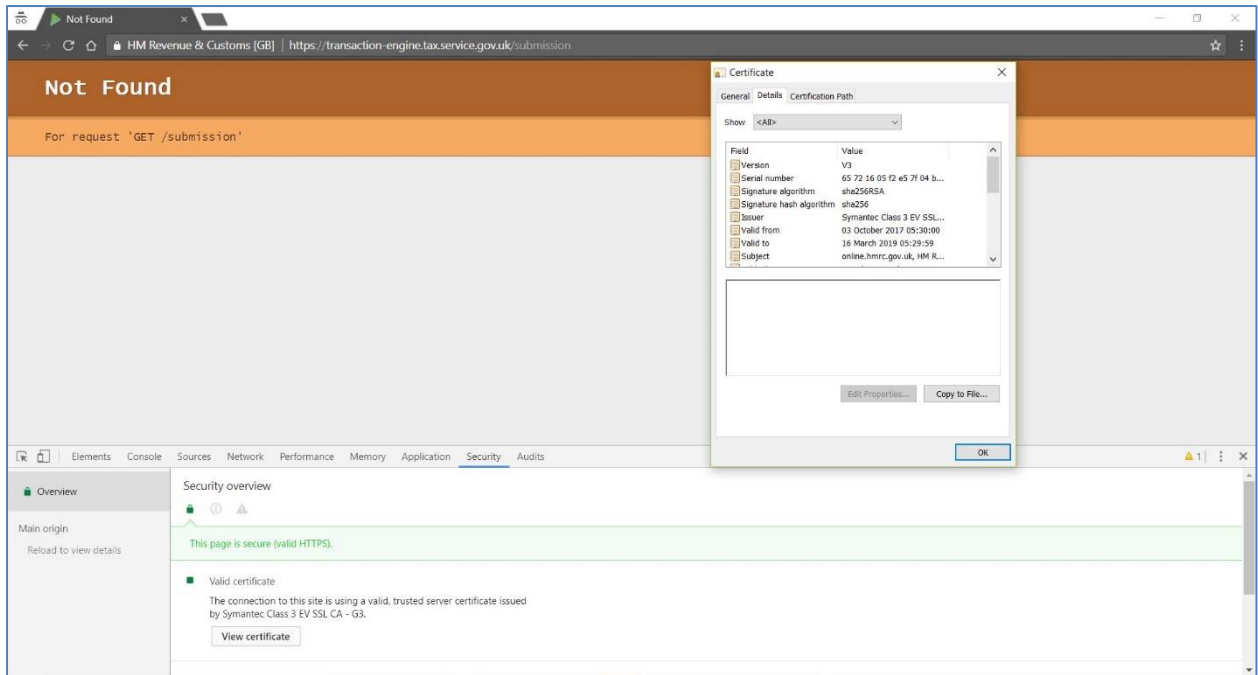 Not Found
HM Revenue & Customs [GB] | https://transaction-engine.tax.service.gov.uk/submission
Not Found
For request 'GET /submission'
Certificate
General Details Certification Path
Show <All>
Field Value
Version V3
Serial number 65 72 16 05 f2 e5 7f 04 b...
Signature algorithm sha256RSA
Signature hash algorithm sha256
Issuer Symantec Class 3 EV SSL...
Valid from 03 October 2017 05:30:00
Valid to 16 March 2019 05:29:59
Subject online.hmrc.gov.uk, HM R...
Edit Properties... Copy to File...
OK
Elements Console Sources Network Performance Memory Application Security Audits 1
Overview
Main origin
Reload to view details
Security overview
This page is secure (valid HTTPS).
Valid certificate
The connection to this site is using a valid, trusted server certificate issued
by Symantec Class 3 EV SSL CA - G3.
View certificate